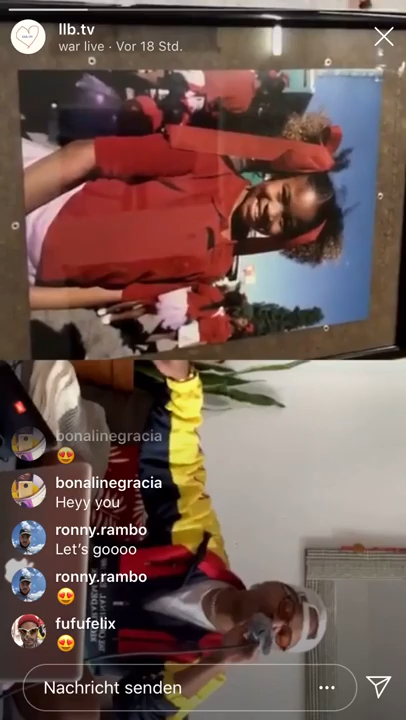 llb.tv
war live · Vor 18 Std.
bonalinegracia
😍
bonalinegracia
Heyy you
ronny.rambo
Let's goooo
ronny.rambo
😍
fufufelix
😍
Nachricht senden